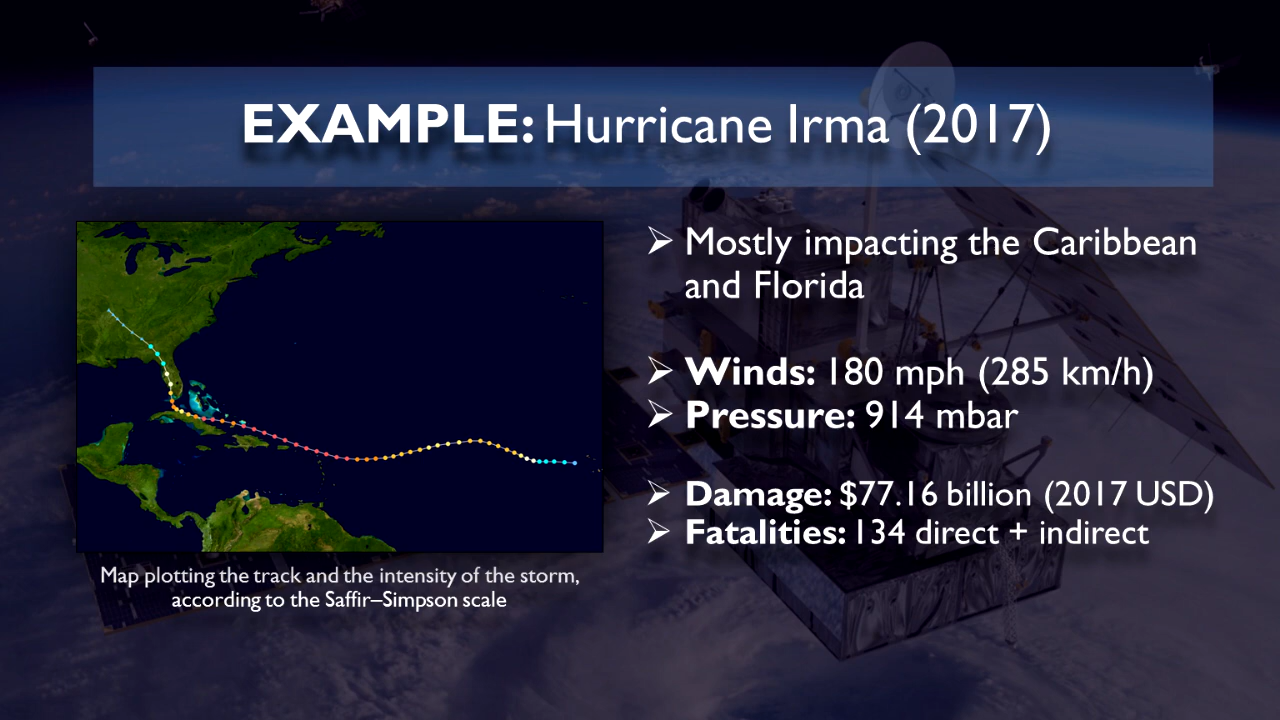 EXAMPLE: Hurricane Irma (2017)
Mostly impacting the Caribbean
and Florida
Winds: 180 mph (285 km/h)
Pressure: 914 mbar
Damage: $77.16 billion (2017 USD)
Fatalities: 134 direct + indirect
Map plotting the track and the intensity of the storm,
according to the Saffir–Simpson scale